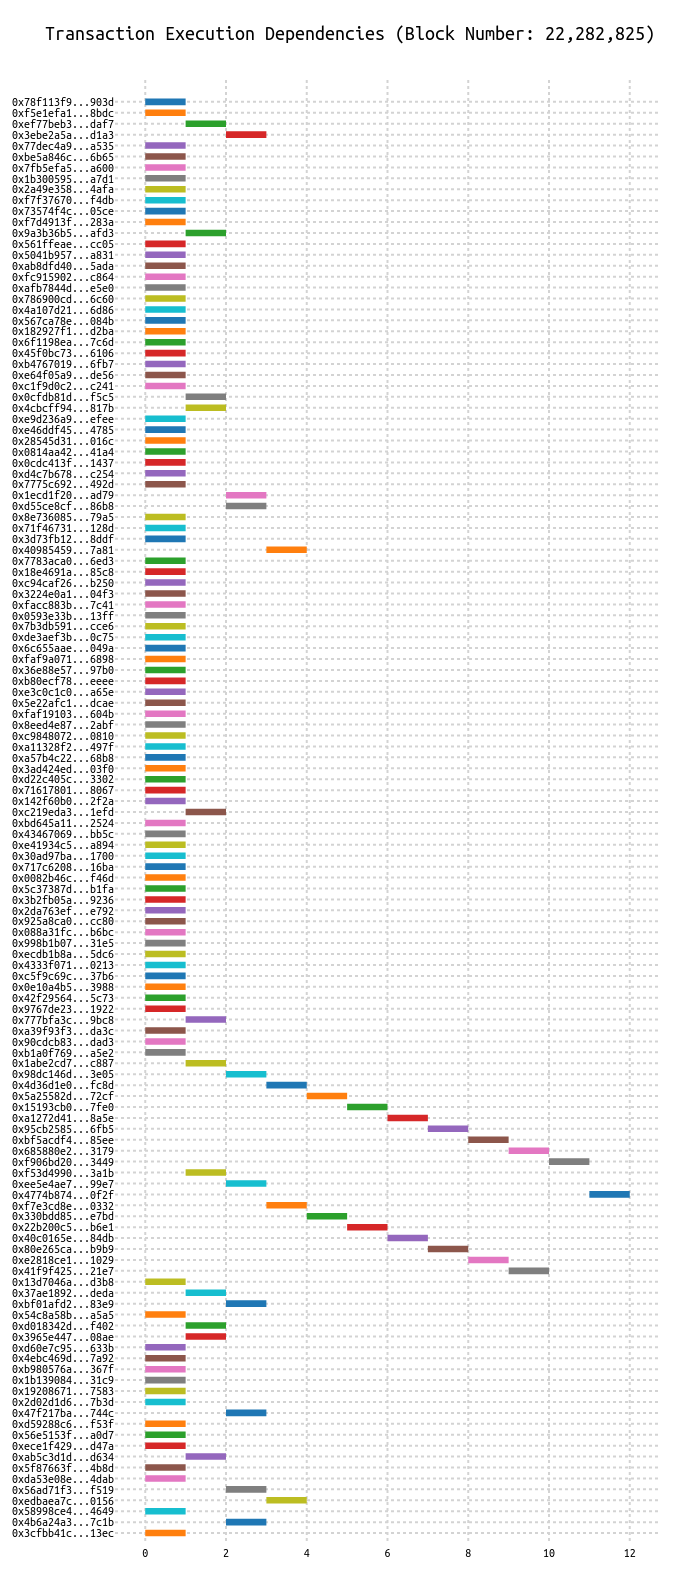 Transaction Execution Dependencies (Block Number: 22,282,825)
0x78f113f9...903d
0xf5e1efa1...8bdc
0xef77beb3...daf7
0x3ebe2a5a...d1a3
0x77dec4a9...a535
0xbe5a846c...6b65
0x7fb5efa5...a600
0x1b300595...a7d1
0x2a49e358...4afa
0xf7f37670...f4db
0x73574f4c...05ce
0xf7d4913f...283a
0x9a3b36b5...afd3
0x561ffeae...cc05
0x5041b957...a831
0xab8dfd40...5ada
0xfc915902...c864
0xafb7844d...e5e0
0x786900cd...6c60
0x4a107d21...6d86
0x567ca78e...084b
0x182927f1...d2ba
0x6f1198ea...7c6d
0x45f0bc73...6106
0xb4767019...6fb7
0xe64f05a9...de56
0xc1f9d0c2...c241
0x0cfdb81d...f5c5
0x4cbcff94...817b
0xe9d236a9...efee
0xe46ddf45...4785
0x28545d31...016c
0x0814aa42...41a4
0x0cdc413f...1437
0xd4c7b678...c254
0x7775c692...492d
0x1ecd1f20...ad79
0xd55ce8cf...86b8
0x8e736085...79a5
0x71f46731...128d
0x3d73fb12...8ddf
0x40985459...7a81
0x7783aca0...6ed3
0x18e4691a...85c8
0xc94caf26...b250
0x3224e0a1...04f3
0xfacc883b...7c41
0x0593e33b...13ff
0x7b3db591...cce6
0xde3aef3b...0c75
0x6c655aae...049a
0xfaf9a071...6898
0x36e88e57...97b0
0xb80ecf78...eeee
0xe3c0c1c0...a65e
0x5e22afc1...dcae
0xfaf19103...604b
0x8eed4e87...2abf
0xc9848072...0810
0xa11328f2...497f
0xa57b4c22...68b8
0x3ad424ed...03f0
0xd22c405c...3302
0x71617801...8067
0x142f60b0...2f2a
0xc219eda3...1efd
0xbd645a11...2524
0x43467069...bb5c
0xe41934c5...a894
0x30ad97ba...1700
0x717c6208...16ba
0x0082b46c...f46d
0x5c37387d...b1fa
0x3b2fb05a...9236
0x2da763ef...e792
0x925a8ca0...cc80
0x088a31fc...b6bc
0x998b1b07...31e5
0xecdb1b8a...5dc6
0x4333f071...0213
0xc5f9c69c...37b6
0x0e10a4b5...3988
0x42f29564...5c73
0x9767de23...1922
0x777bfa3c...9bc8
0xa39f93f3...da3c
0x90cdcb83...dad3
0xb1a0f769...a5e2
0x1abe2cd7...c887
0x98dc146d...3e05
0x4d36d1e0...fc8d
0x5a25582d...72cf
0x15193cb0...7fe0
0xa1272d41...8a5e
0x95cb2585...6fb5
0xbf5acdf4...85ee
0x685880e2...3179
0xf906bd20...3449
0xf53d4990...3a1b
0xee5e4ae7...99e7
0x4774b874...0f2f
0xf7e3cd8e...0332
0x330bdd85...e7bd
0x22b200c5...b6e1
0x40c0165e...84db
0x80e265ca...b9b9
0xe2818ce1...1029
0x41f9f425...21e7
0x13d7046a...d3b8
0x37ae1892...deda
0xbf01afd2...83e9
0x54c8a58b...a5a5
0xd018342d...f402
0x3965e447...08ae
0xd60e7c95...633b
0x4ebc469d...7a92
0xb980576a...367f
0x1b139084...31c9
0x19208671...7583
0x2d02d1d6...7b3d
0x47f217ba...744c
0xd59288c6...f53f
0x56e5153f...a0d7
0xece1f429...d47a
0xab5c3d1d...d634
0x5f87663f...4b8d
0xda53e08e...4dab
0x56ad71f3...f519
0xedbaea7c...0156
0x58998ce4...4649
0x4b6a24a3...7c1b
0x3cfbb41c...13ec
0 2 4 6 8 10 12